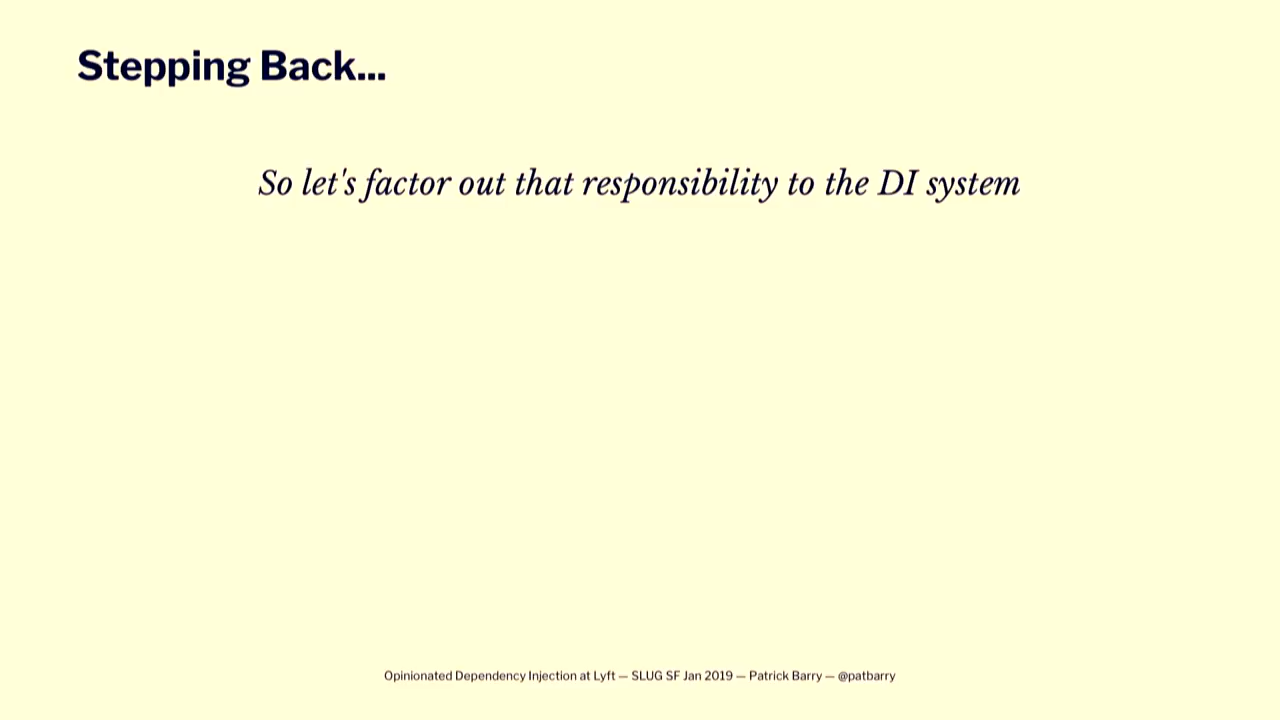 Stepping Back...
So let's factor out that responsibility to the DI system
Opinionated Dependency Injection at Lyft — SLUG SF Jan 2019 — Patrick Barry — @patbarry